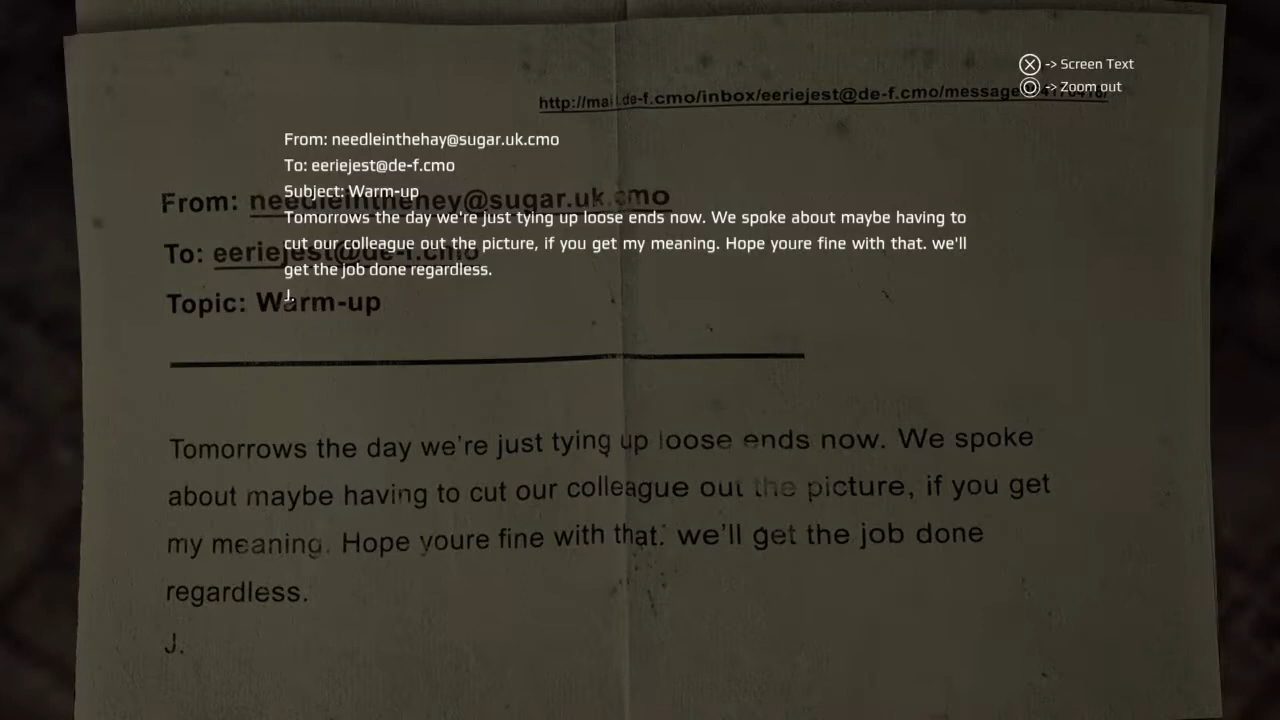 -> Screen Text
-> Zoom out
http://mail.de-f.cmo/inbox/eeriejest@de-f.cmo/message
From: needleinthehay@sugar.uk.cmo
To: eeriejest@de-f.cmo
Subject: Warm-up
Tomorrows the day we're just tying up loose ends now. We spoke about maybe having to
cut our colleague out the picture, if you get my meaning. Hope youre fine with that. we'll
get the job done regardless.
J.
From: needleintheney@sugar.uk.cmo
To: eeriejest@de-f.cmo
Topic: Warm-up
Tomorrows the day we're just tying up loose ends now. We spoke
about maybe having to cut our colleague out the picture, if you get
my meaning. Hope youre fine with that. we'll get the job done
regardless.
J.